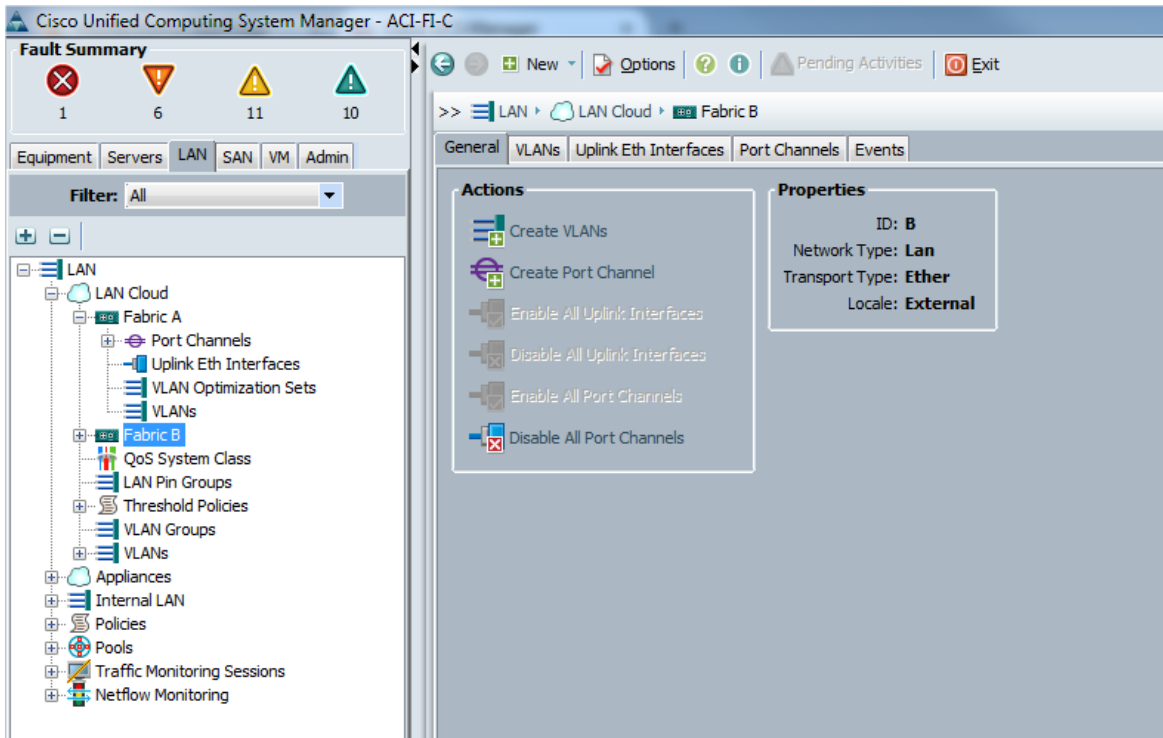 Cisco Unified Computing System Manager - ACI-FI-C
Fault Summary
1 6 11 10
Equipment Servers LAN SAN VM Admin
Filter: All
LAN
LAN Cloud
Fabric A
Port Channels
Uplink Eth Interfaces
VLAN Optimization Sets
VLANs
Fabric B
QoS System Class
LAN Pin Groups
Threshold Policies
VLAN Groups
VLANs
Appliances
Internal LAN
Policies
Pools
Traffic Monitoring Sessions
Netflow Monitoring
New Options Pending Activities Exit
>> LAN LAN Cloud Fabric B
General VLANs Uplink Eth Interfaces Port Channels Events
Actions
Create VLANs
Create Port Channel
Enable All Uplink Interfaces
Disable All Uplink Interfaces
Enable All Port Channels
Disable All Port Channels
Properties
ID: B
Network Type: Lan
Transport Type: Ether
Locale: External